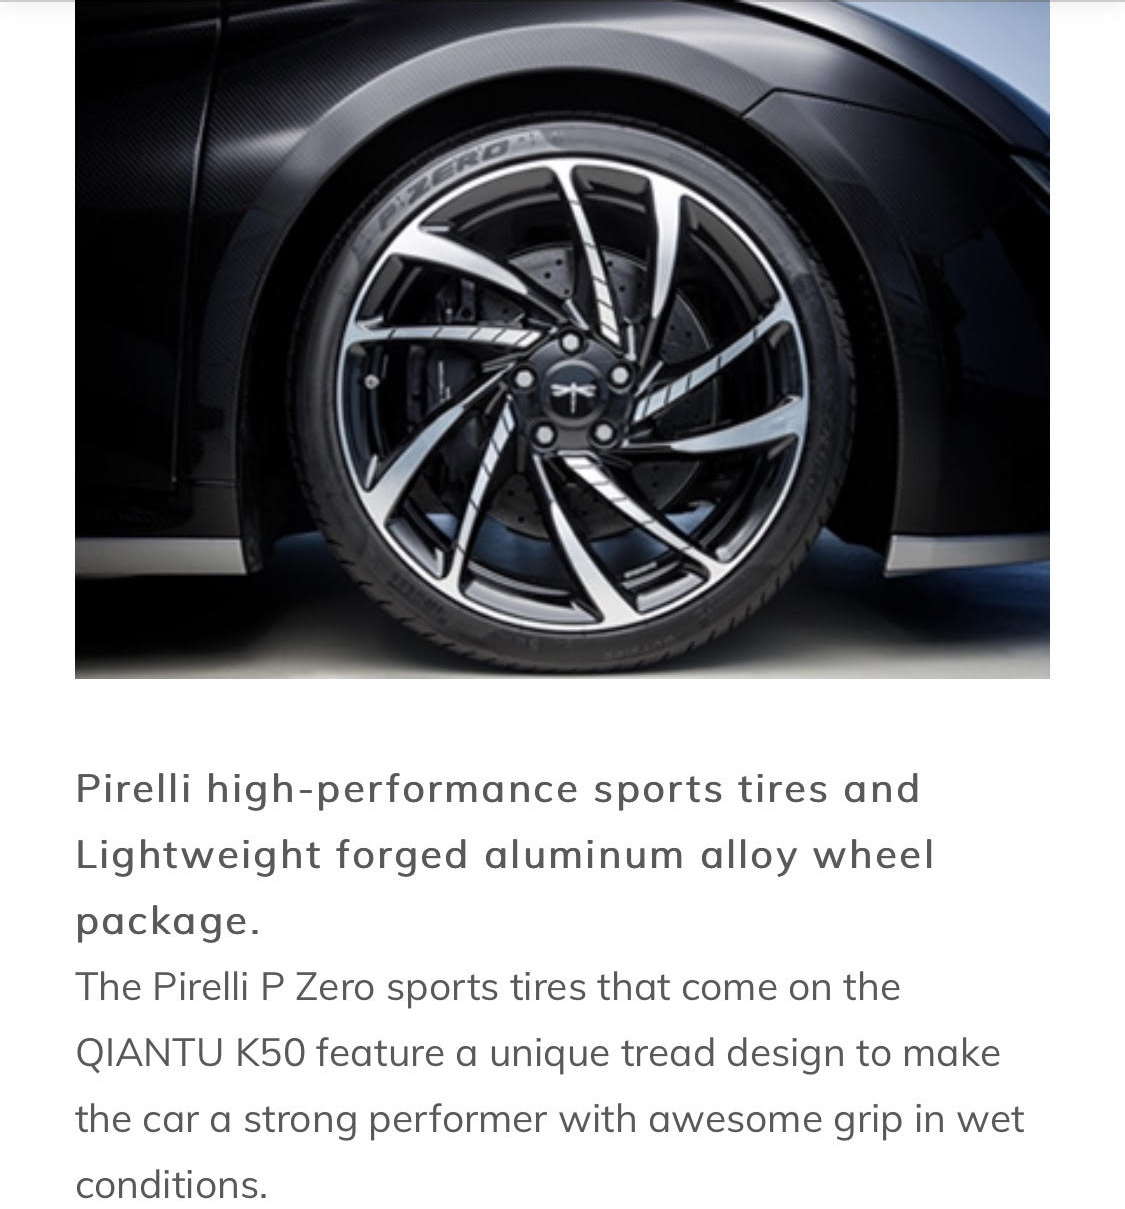 P ZERO
Pirelli high-performance sports tires and
Lightweight forged aluminum alloy wheel
package.
The Pirelli P Zero sports tires that come on the
QIANTU K50 feature a unique tread design to make
the car a strong performer with awesome grip in wet
conditions.